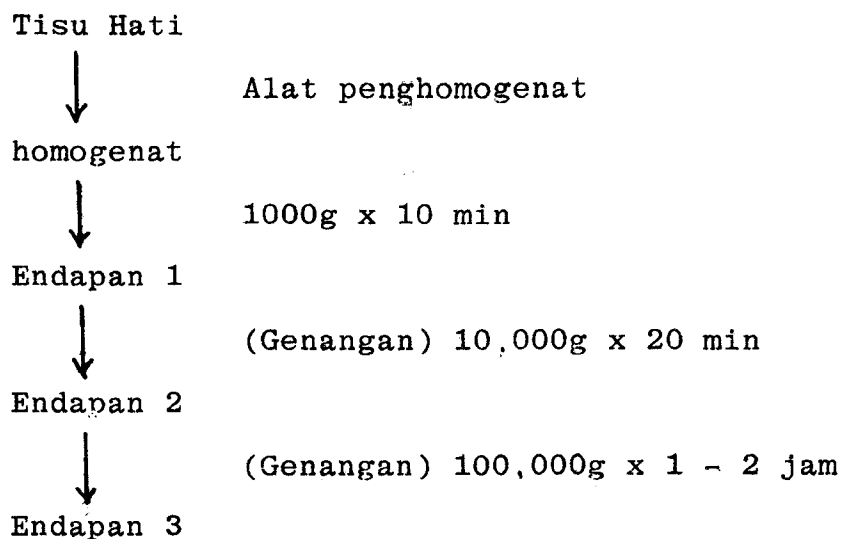 Tisu Hati
Alat penghomogenat
homogenat
1000g x 10 min
Endapan 1
(Genangan) 10,000g x 20 min
Endapan 2
(Genangan) 100,000g x 1 - 2 jam
Endapan 3